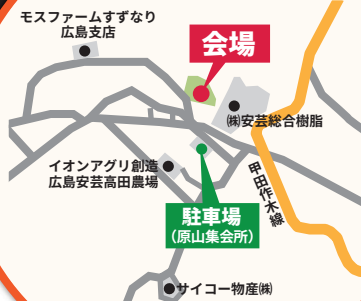 モスファームすずなり
広島支店
会場
㈱安芸総合樹脂
イオンアグリ創造
広島安芸高田農場
甲田作木線
駐車場
（原山集会所）
サイコー物産㈱